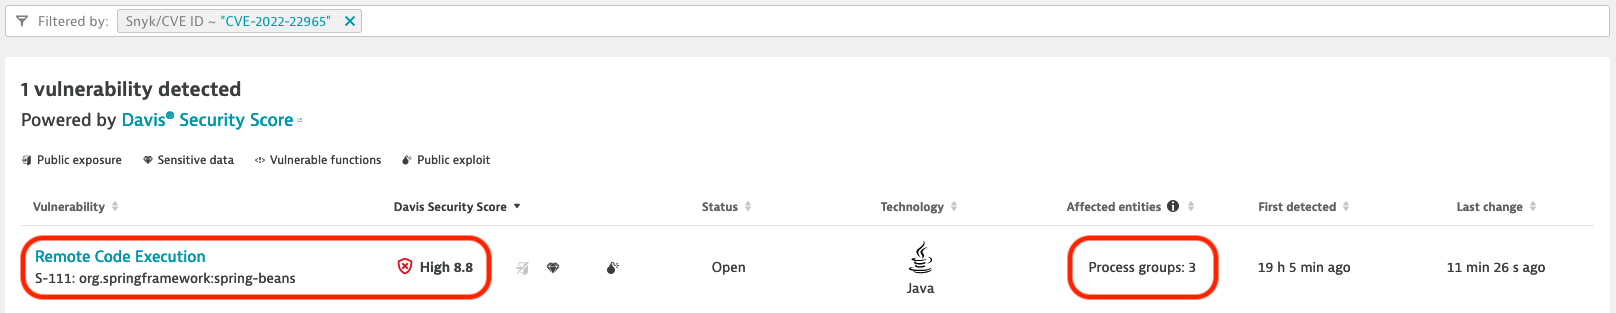 Filtered by: Snyk/CVE ID ~ "CVE-2022-22965" ✕
1 vulnerability detected
Powered by Davis® Security Score
Public exposure Sensitive data Vulnerable functions Public exploit
Vulnerability Davis Security Score Status Technology Affected entities First detected Last change
Remote Code Execution
S-111: org.springframework:spring-beans
High 8.8 Open Java Process groups: 3 19 h 5 min ago 11 min 26 s ago